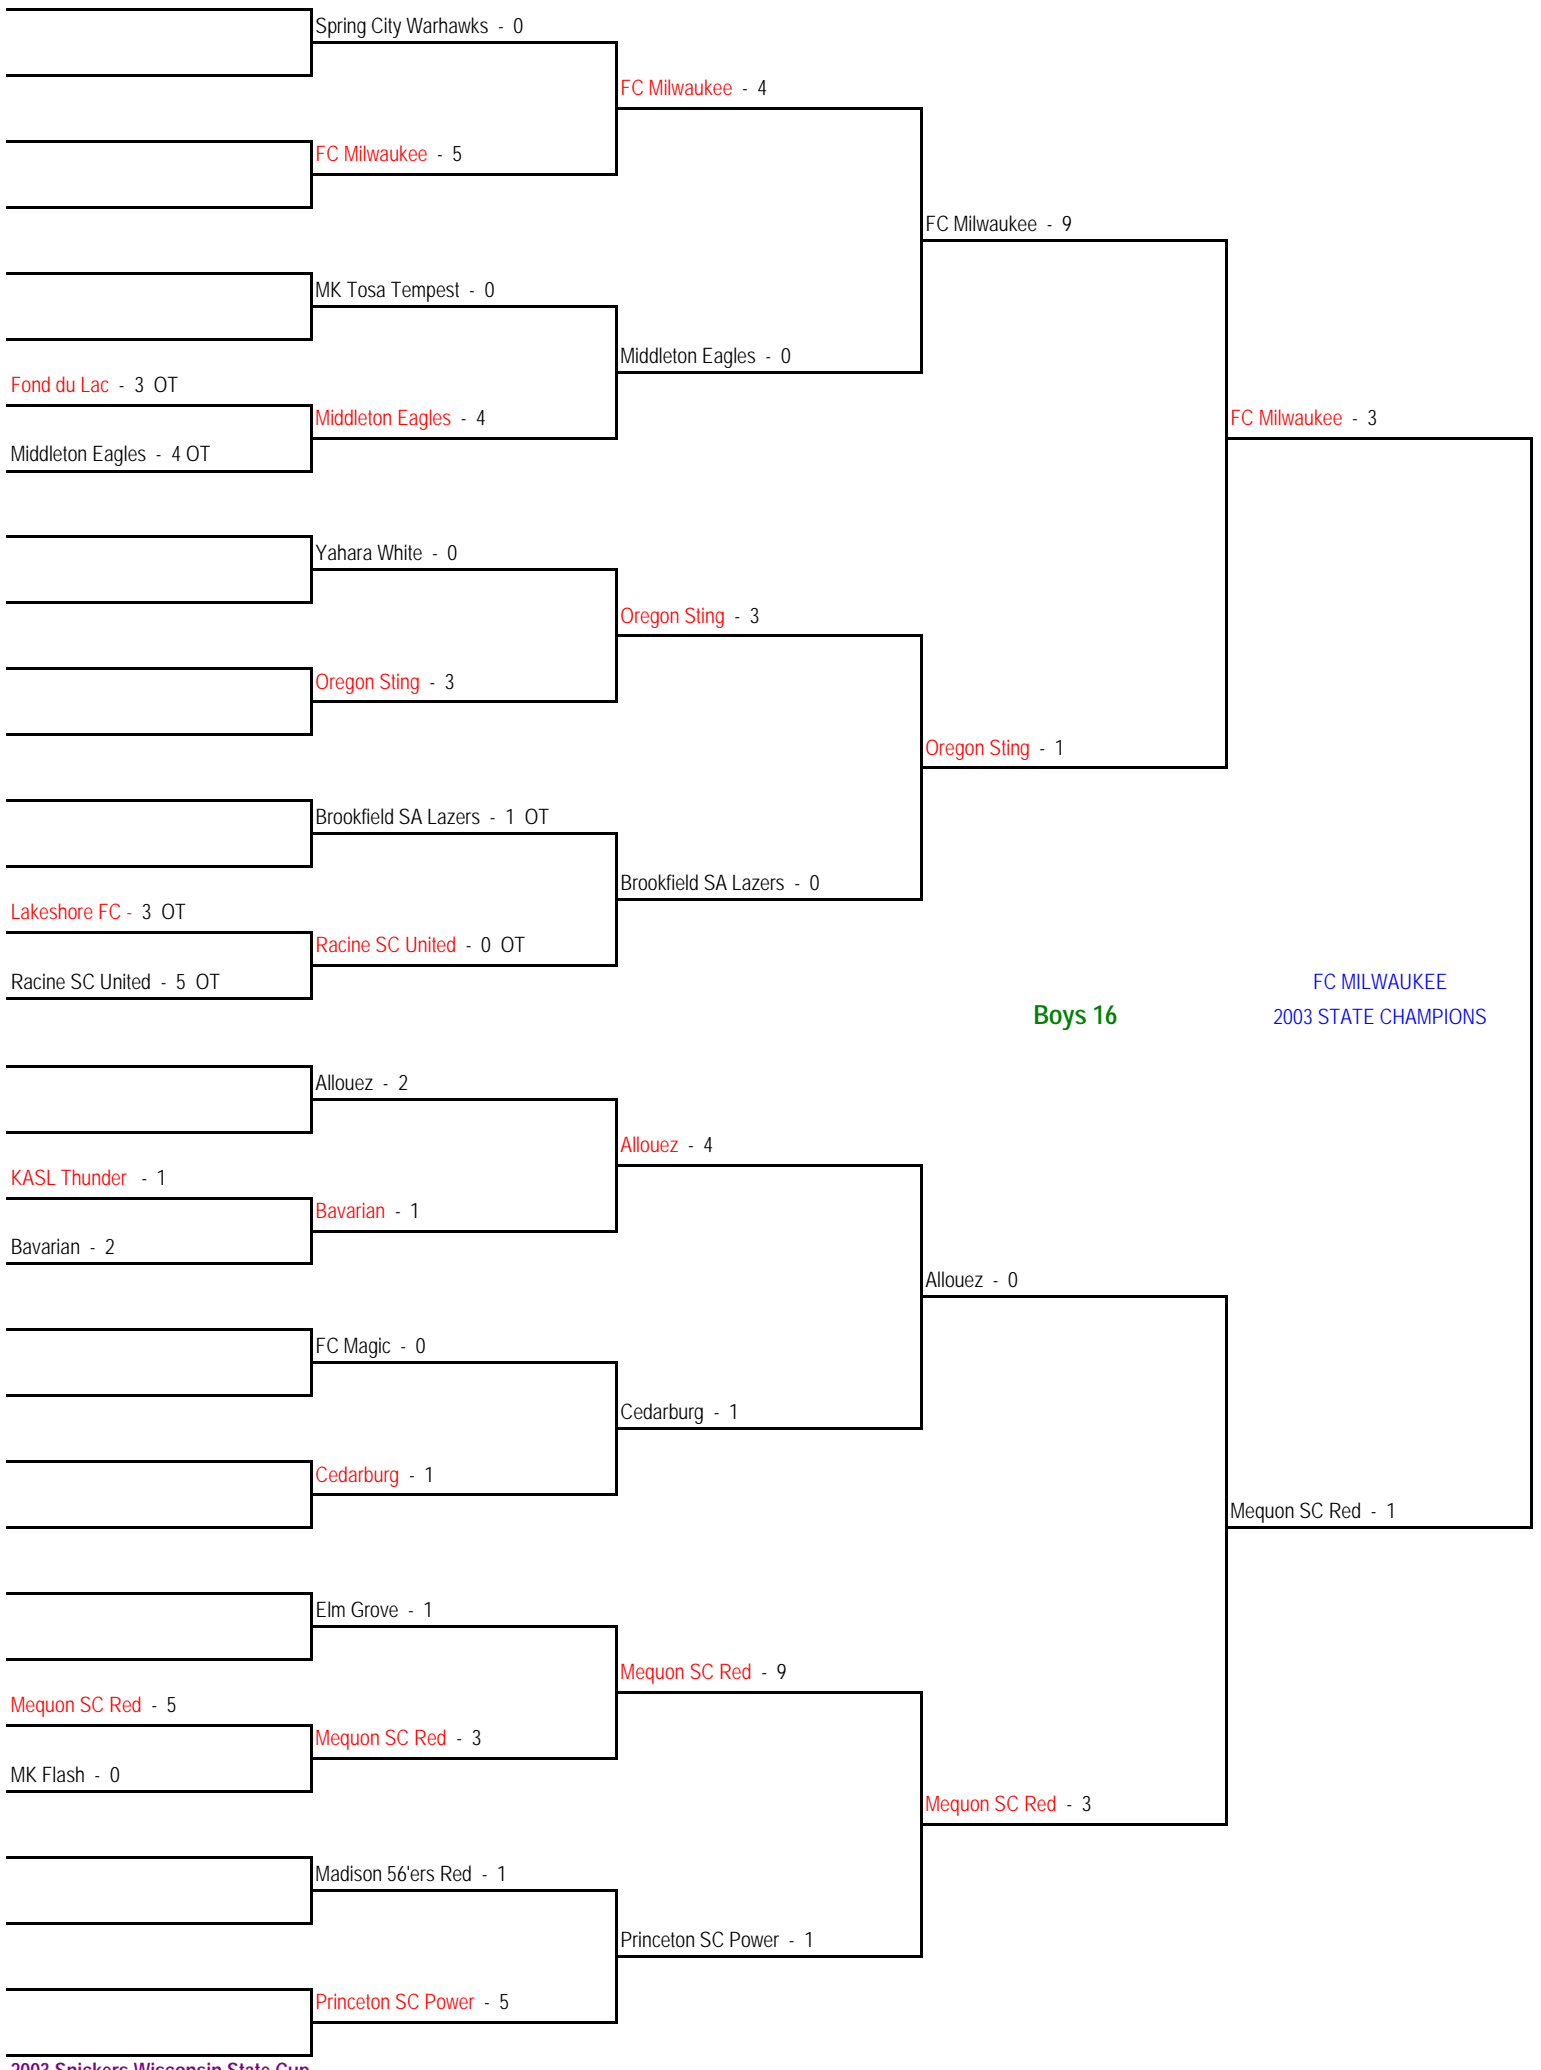 Spring City Warhawks - 0
FC Milwaukee - 4
FC Milwaukee - 5
FC Milwaukee - 9
MK Tosa Tempest - 0
Middleton Eagles - 0
Fond du Lac - 3 OT
Middleton Eagles - 4
FC Milwaukee - 3
Middleton Eagles - 4 OT
Yahara White - 0
Oregon Sting - 3
Oregon Sting - 3
Oregon Sting - 1
Brookfield SA Lazers - 1 OT
Brookfield SA Lazers - 0
Lakeshore FC - 3 OT
Racine SC United - 0 OT
Racine SC United - 5 OT
FC MILWAUKEE
Boys 16
2003 STATE CHAMPIONS
Allouez - 2
Allouez - 4
KASL Thunder - 1
Bavarian - 1
Bavarian - 2
Allouez - 0
FC Magic - 0
Cedarburg - 1
Cedarburg - 1
Mequon SC Red - 1
Elm Grove - 1
Mequon SC Red - 9
Mequon SC Red - 5
Mequon SC Red - 3
MK Flash - 0
Mequon SC Red - 3
Madison 56'ers Red - 1
Princeton SC Power - 1
Princeton SC Power - 5
2003 Snickers Wisconsin State Cup